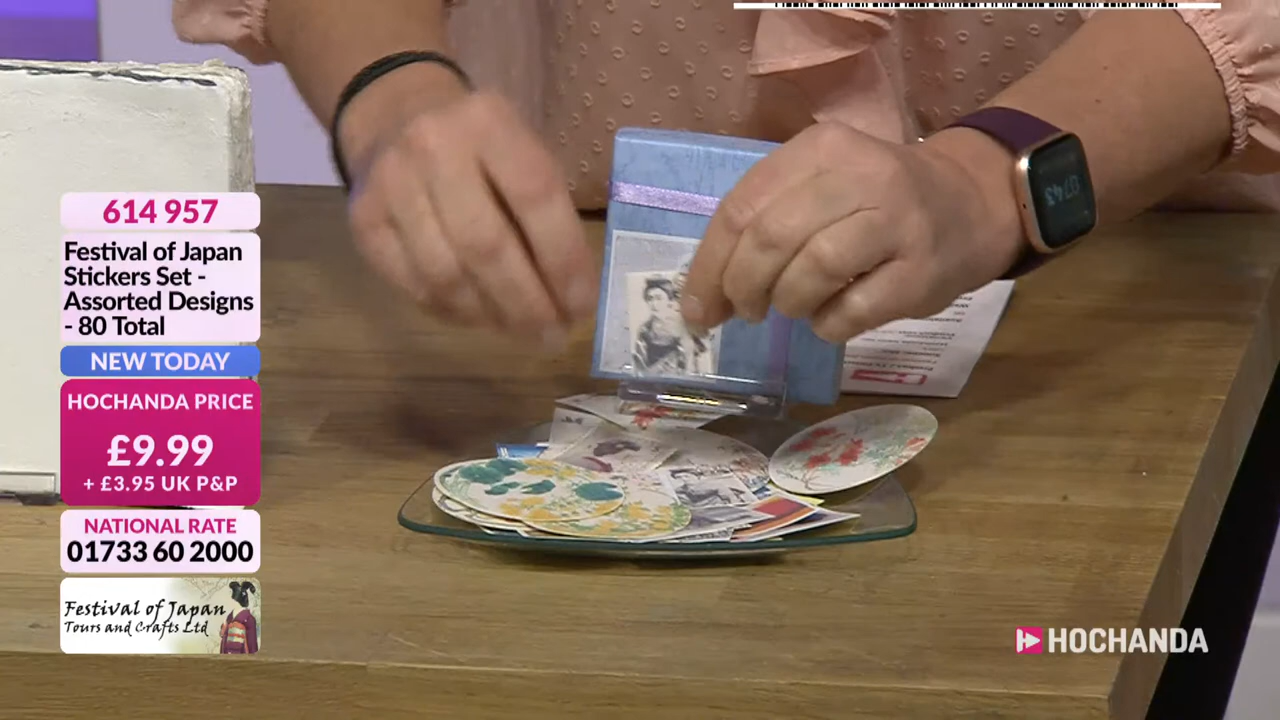 614 957
Festival of Japan
Stickers Set -
Assorted Designs
- 80 Total
NEW TODAY
HOCHANDA PRICE
£9.99
+ £3.95 UK P&P
NATIONAL RATE
01733 60 2000
Festival of Japan
Tours and Crafts Ltd
HOCHANDA